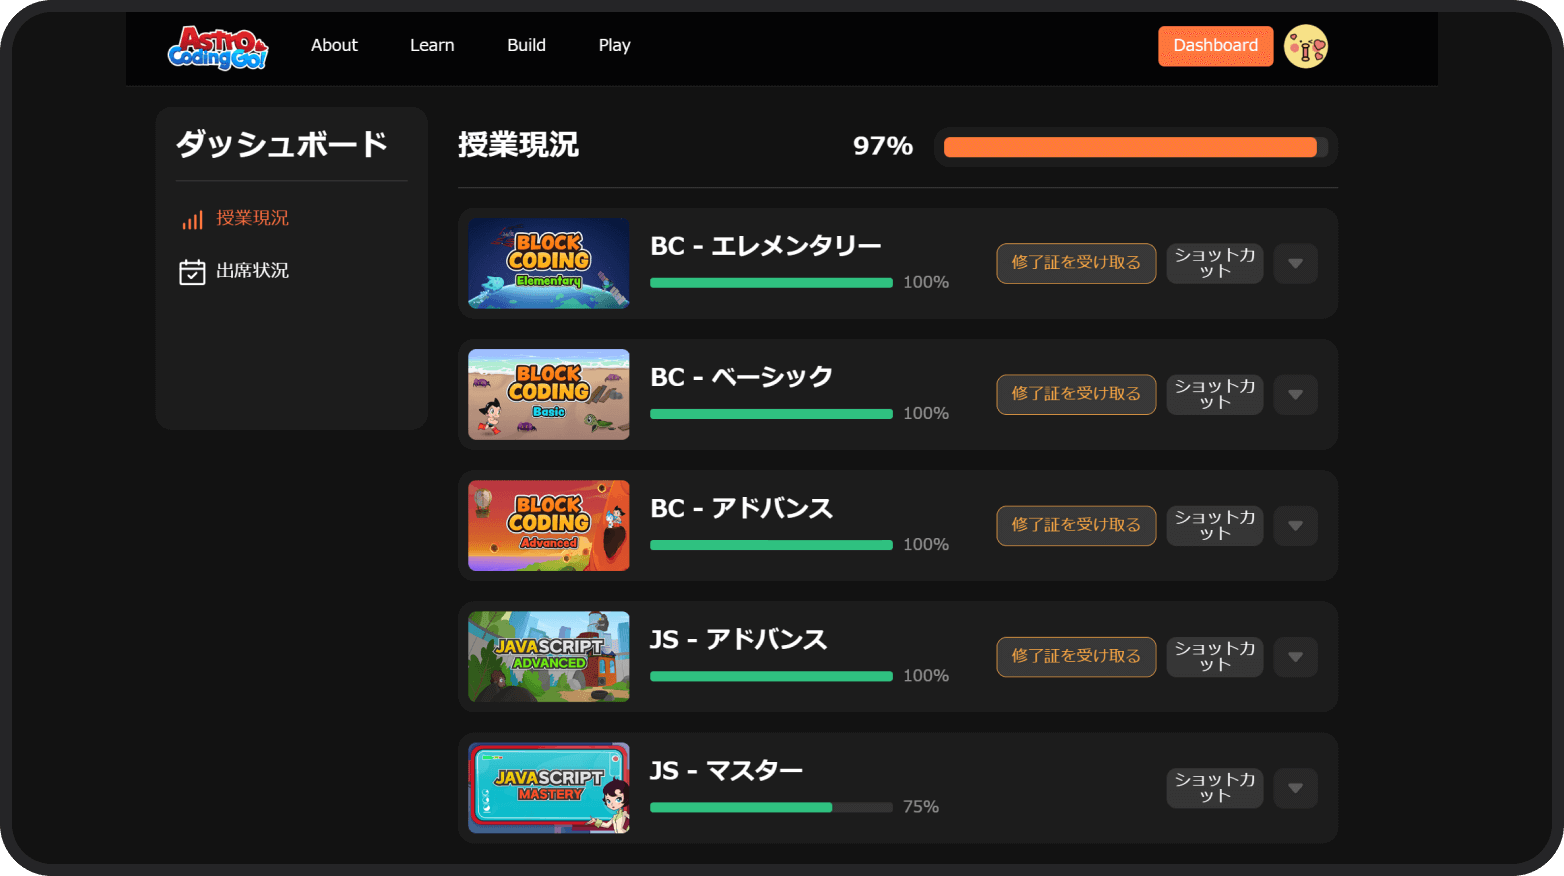 Astro
CodingGo!
About
Learn
Build
Play
Dashboard
ダッシュボード
授業現況
出席状況
授業現況
97%
BLOCK
CODING
Elementary
BC - エレメンタリー
100%
修了証を受け取る
ショットカ
ット
BLOCK
CODING
Basic
BC - ベーシック
100%
修了証を受け取る
ショットカ
ット
BLOCK
CODING
Advanced
BC - アドバンス
100%
修了証を受け取る
ショットカ
ット
JAVASCRIPT
ADVANCED
JS - アドバンス
100%
修了証を受け取る
ショットカ
ット
JAVASCRIPT
MASTERY
JS - マスター
75%
ショットカ
ット